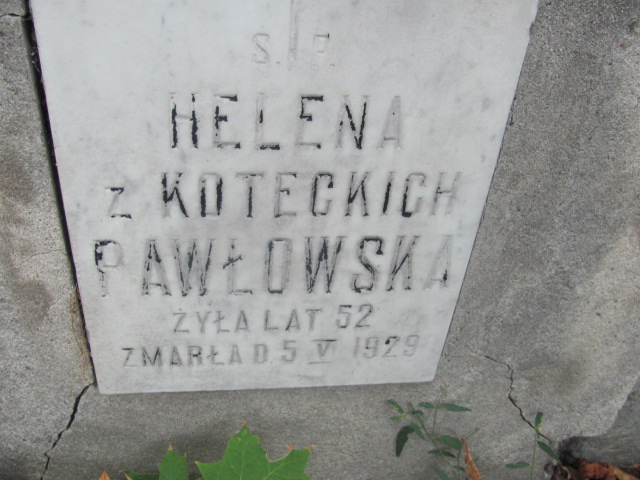 S. P.
HELENA
Z KOTECKICH
PAWŁOWSKA
ŻYŁA LAT 52
ZMARŁA D 5 V 1929